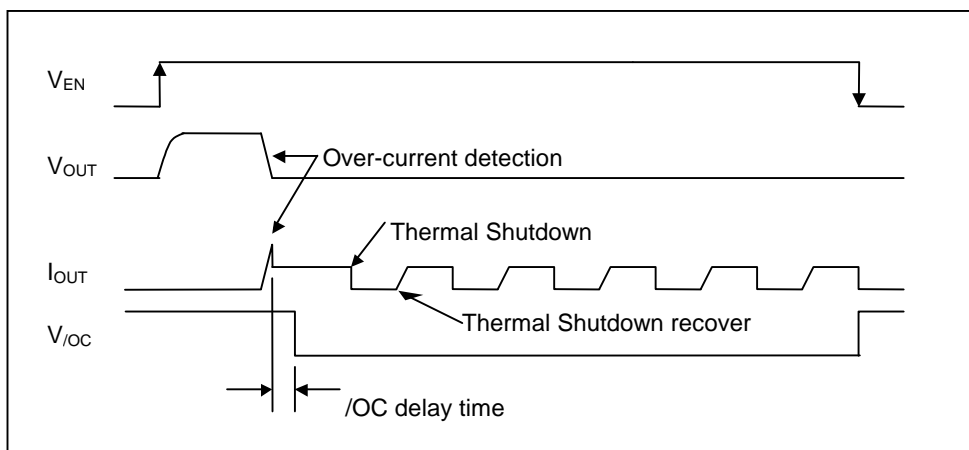 VEN
VOUT
Over-current detection
Thermal Shutdown
IOUT
Thermal Shutdown recover
V/OC
/OC delay time